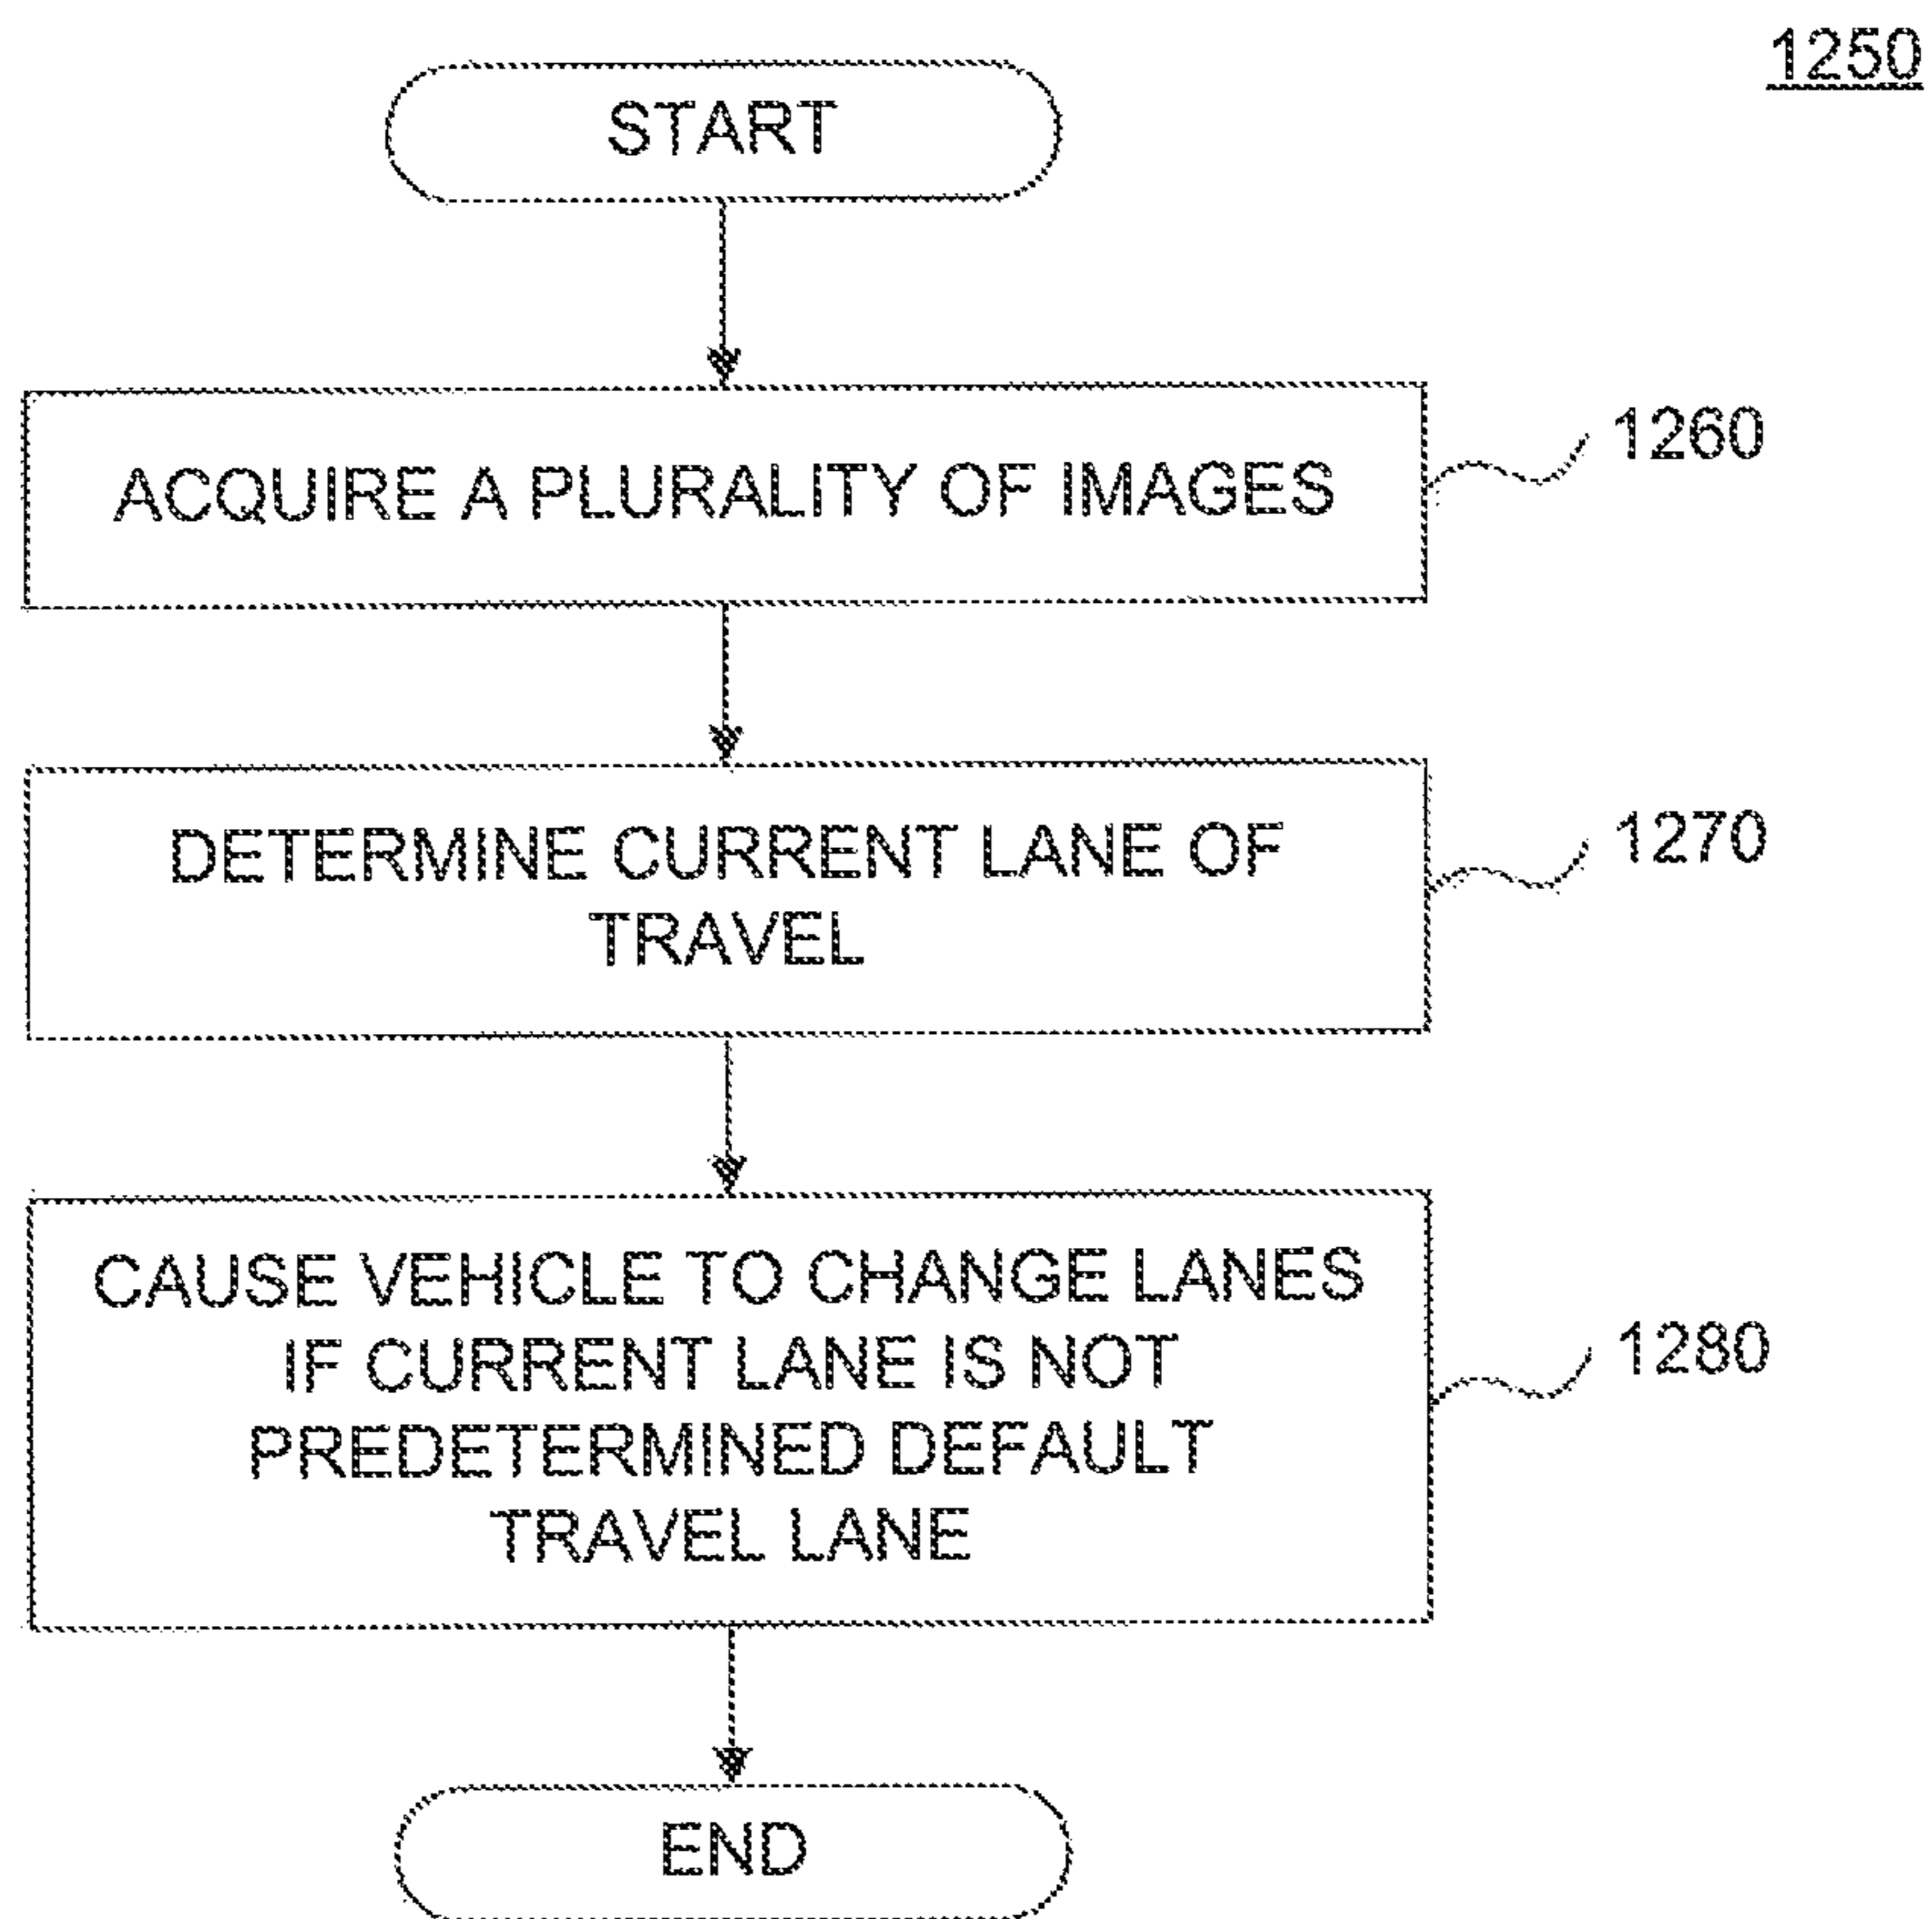 1250
START
ACQUIRE A PLURALITY OF IMAGES
1260
DETERMINE CURRENT LANE OF
TRAVEL
1270
CAUSE VEHICLE TO CHANGE LANES
IF CURRENT LANE IS NOT
PREDETERMINED DEFAULT
TRAVEL LANE
1280
END